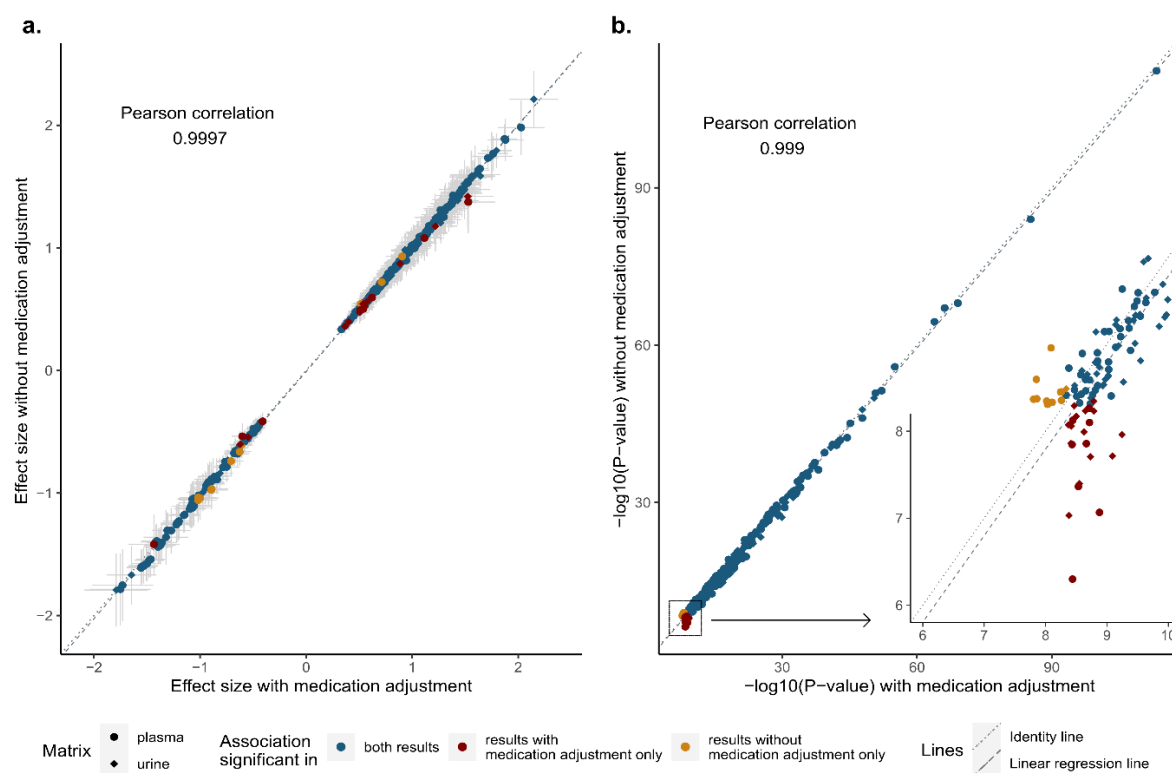 a.
Effect size without medication adjustment
2
1
0
−1
−2
Pearson correlation
0.9997
−2
−1
0
1
2
Effect size with medication adjustment
b.
−log10(P−value) without medication adjustment
90
60
30
Pearson correlation
0.999
8
7
6
6
7
8
9
10
30
60
90
−log10(P−value) with medication adjustment
Matrix
plasma
urine
Association
significant in
both results
results with
medication adjustment only
results without
medication adjustment only
Lines
Identity line
Linear regression line